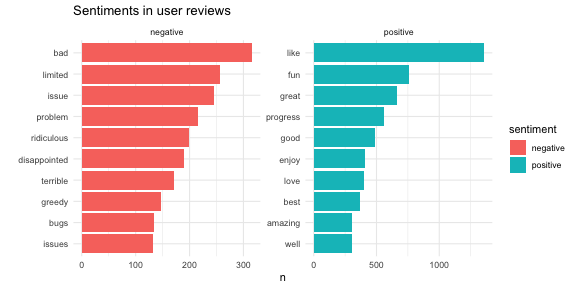 Sentiments in user reviews
negative
positive
bad
limited
issue
problem
ridiculous
disappointed
terrible
greedy
bugs
issues
0 100 200 300
like
fun
great
progress
good
enjoy
love
best
amazing
well
0 500 1000
n
sentiment
negative
positive